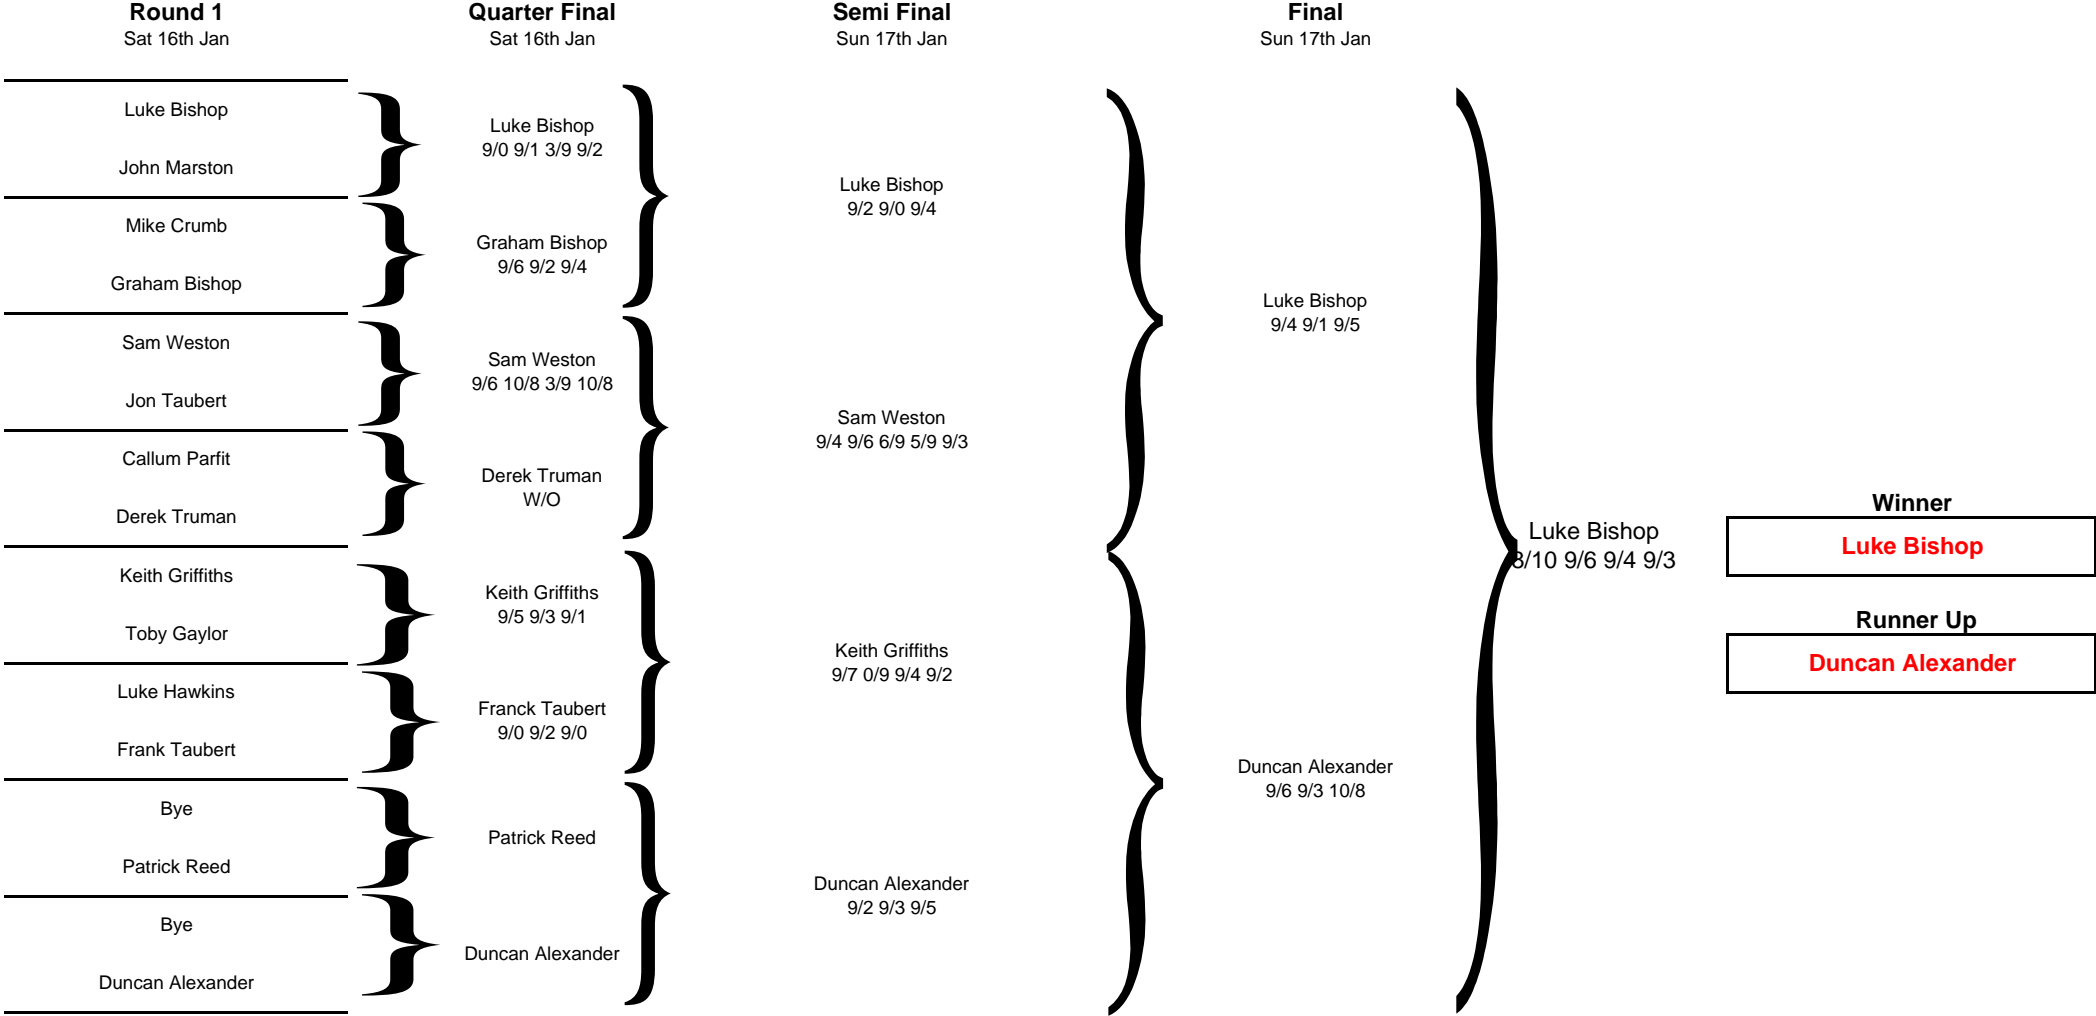 Round 1
Sat 16th Jan
Quarter Final
Sat 16th Jan
Semi Final
Sun 17th Jan
Final
Sun 17th Jan
Luke Bishop
John Marston
Mike Crumb
Graham Bishop
Sam Weston
Jon Taubert
Callum Parfit
Derek Truman
Keith Griffiths
Toby Gaylor
Luke Hawkins
Frank Taubert
Bye
Patrick Reed
Bye
Duncan Alexander
Luke Bishop
9/0 9/1 3/9 9/2
Graham Bishop
9/6 9/2 9/4
Sam Weston
9/6 10/8 3/9 10/8
Derek Truman
W/O
Keith Griffiths
9/5 9/3 9/1
Franck Taubert
9/0 9/2 9/0
Patrick Reed
Duncan Alexander
Luke Bishop
9/2 9/0 9/4
Sam Weston
9/4 9/6 6/9 5/9 9/3
Keith Griffiths
9/7 0/9 9/4 9/2
Duncan Alexander
9/2 9/3 9/5
Luke Bishop
9/4 9/1 9/5
Duncan Alexander
9/6 9/3 10/8
Luke Bishop
8/10 9/6 9/4 9/3
Winner
Luke Bishop
Runner Up
Duncan Alexander